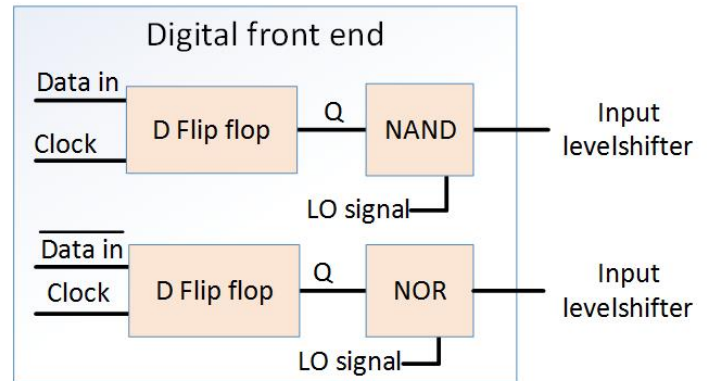 Digital front end
Data in
Clock
D Flip flop
Q
NAND
LO signal
Input
levelshifter
Data in
Clock
D Flip flop
Q
NOR
LO signal
Input
levelshifter